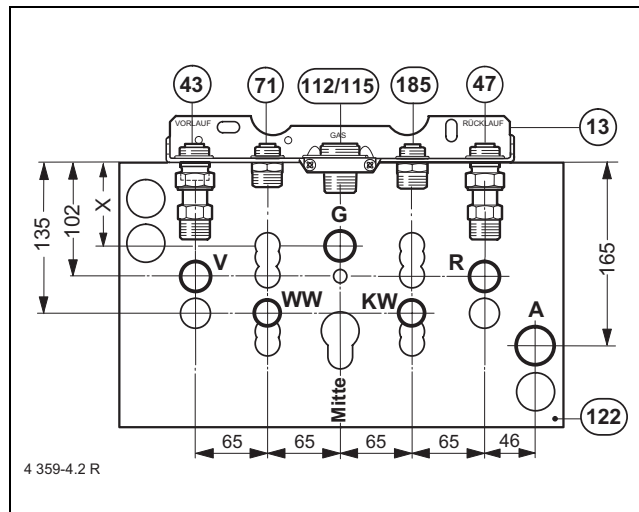 43 71 112/115 185 47
13
VORLAUF GAS RÜCKLAUF
135 102 X 165
G
V R
WW KW
A
Mitte
122
65 65 65 65 46
4 359-4.2 R